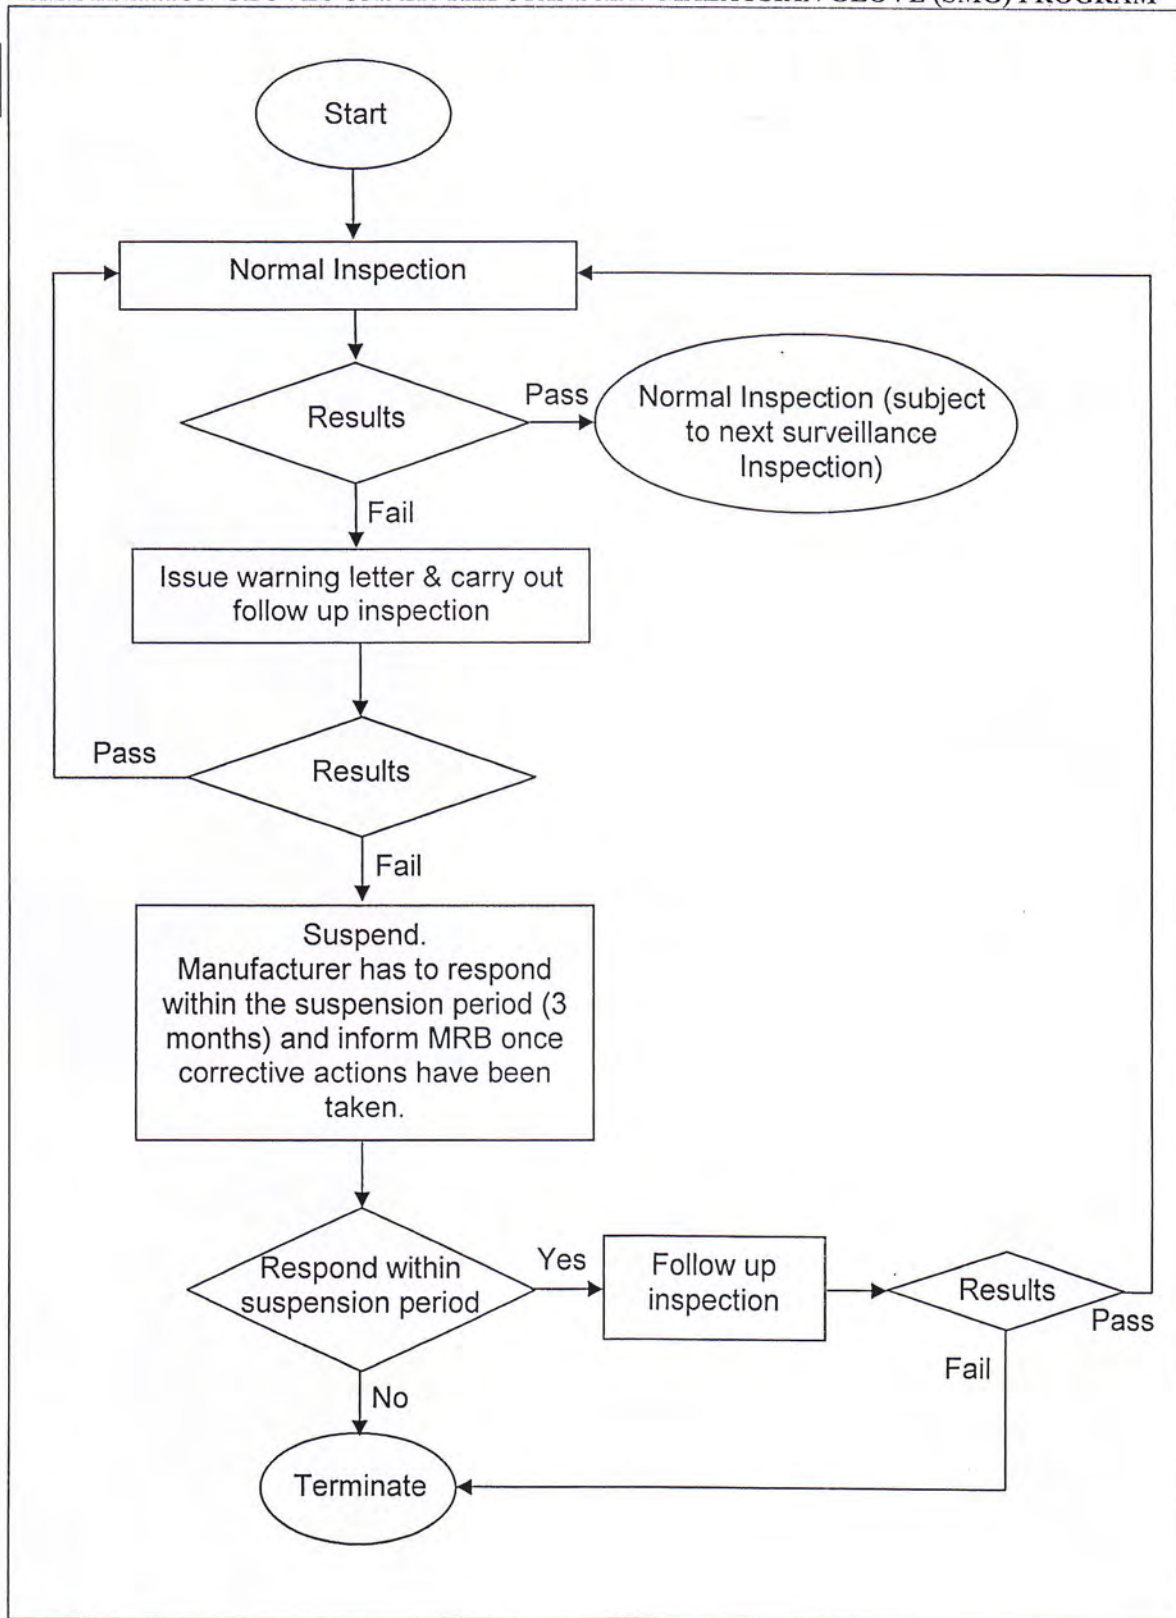 (SMG) PROGRAM
Start
Normal Inspection
Results
Pass
Normal Inspection (subject
to next surveillance
Inspection)
Fail
Issue warning letter & carry out
follow up inspection
Pass
Results
Fail
Suspend.
Manufacturer has to respond
within the suspension period (3
months) and inform MRB once
corrective actions have been
taken.
Respond within
suspension period
Yes
Follow up
inspection
Results
Pass
Fail
No
Terminate